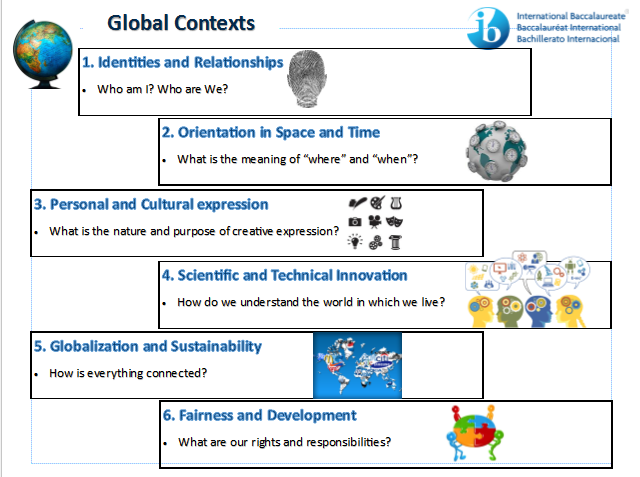 Global Contexts
International Baccalaureate®
Baccalauréat International
Bachillerato Internacional
1. Identities and Relationships
• Who am I? Who are We?
2. Orientation in Space and Time
• What is the meaning of “where” and “when”?
3. Personal and Cultural expression
• What is the nature and purpose of creative expression?
4. Scientific and Technical Innovation
• How do we understand the world in which we live?
5. Globalization and Sustainability
• How is everything connected?
6. Fairness and Development
• What are our rights and responsibilities?